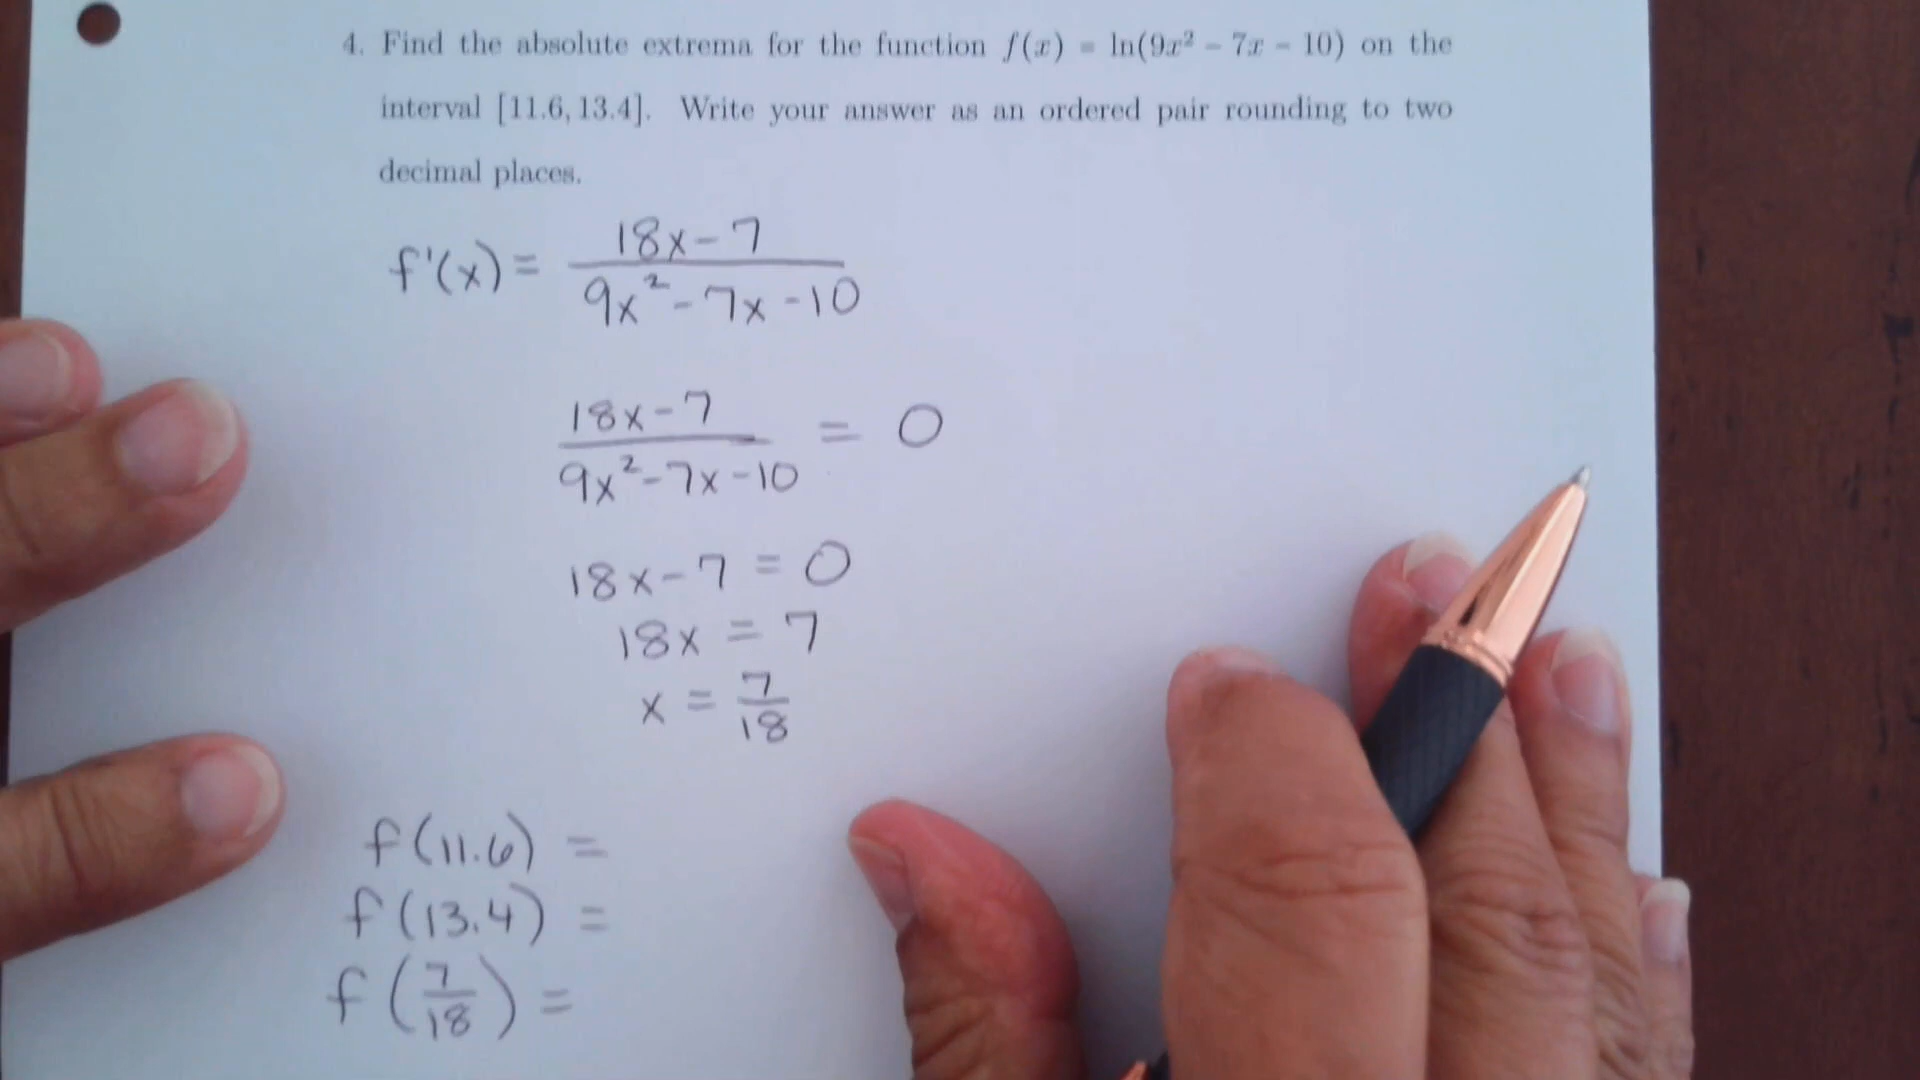 4. Find the absolute extrema for the function f(x) = ln(9x² − 7x − 10) on the
interval [11.6, 13.4]. Write your answer as an ordered pair rounding to two
decimal places.
f'(x) = (18x − 7)/(9x² − 7x − 10)
(18x − 7)/(9x² − 7x − 10) = 0
18x − 7 = 0
18x = 7
x = 7/18
f(11.6) =
f(13.4) =
f(7/18) =